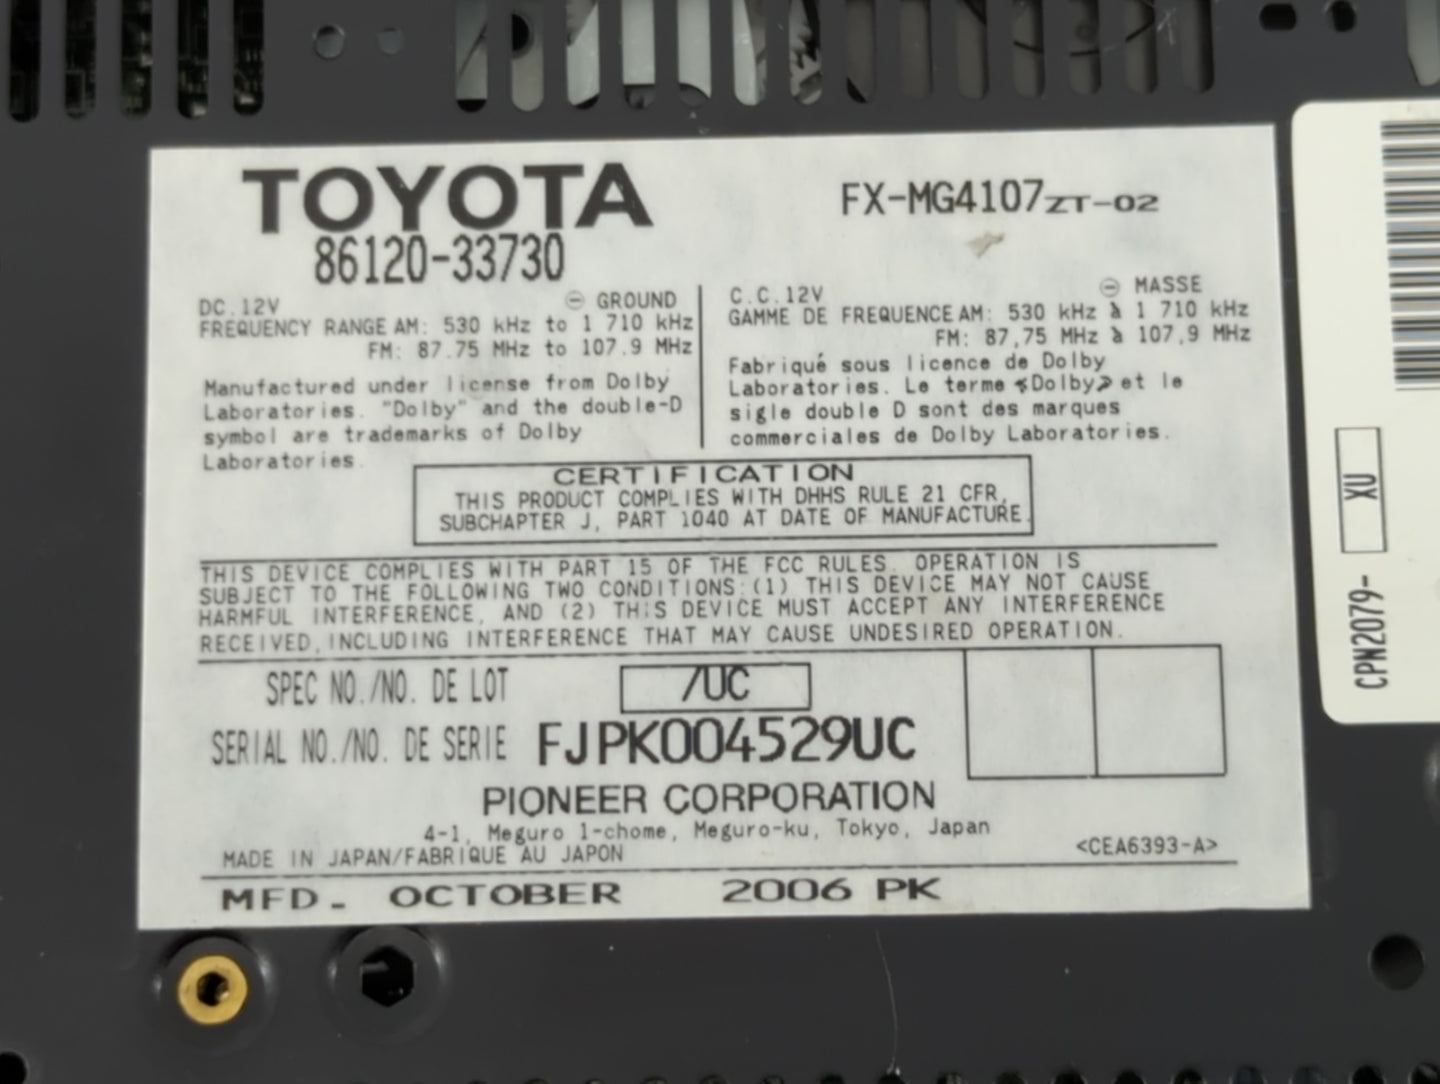 TOYOTA
86120-33730
FX-MG4107ZT-02
DC.12V ⊖ GROUND
FREQUENCY RANGE AM: 530 kHz to 1 710 kHz
FM: 87.75 MHz to 107.9 MHz
Manufactured under license from Dolby
Laboratories. "Dolby" and the double-D
symbol are trademarks of Dolby
Laboratories.
C.C.12V ⊖ MASSE
GAMME DE FREQUENCE AM: 530 kHz à 1 710 kHz
FM: 87,75 MHz à 107,9 MHz
Fabriqué sous licence de Dolby
Laboratories. Le terme «Dolby» et le
sigle double D sont des marques
commerciales de Dolby Laboratories.
CERTIFICATION
THIS PRODUCT COMPLIES WITH DHHS RULE 21 CFR,
SUBCHAPTER J, PART 1040 AT DATE OF MANUFACTURE.
THIS DEVICE COMPLIES WITH PART 15 OF THE FCC RULES. OPERATION IS
SUBJECT TO THE FOLLOWING TWO CONDITIONS:(1) THIS DEVICE MAY NOT CAUSE
HARMFUL INTERFERENCE, AND (2) THIS DEVICE MUST ACCEPT ANY INTERFERENCE
RECEIVED,INCLUDING INTERFERENCE THAT MAY CAUSE UNDESIRED OPERATION.
SPEC NO./NO. DE LOT /UC
SERIAL NO./NO. DE SERIE FJPK004529UC
PIONEER CORPORATION
4-1, Meguro 1-chome, Meguro-ku, Tokyo, Japan
MADE IN JAPAN/FABRIQUE AU JAPON <CEA6393-A>
MFD- OCTOBER 2006 PK
CPN2079- XU